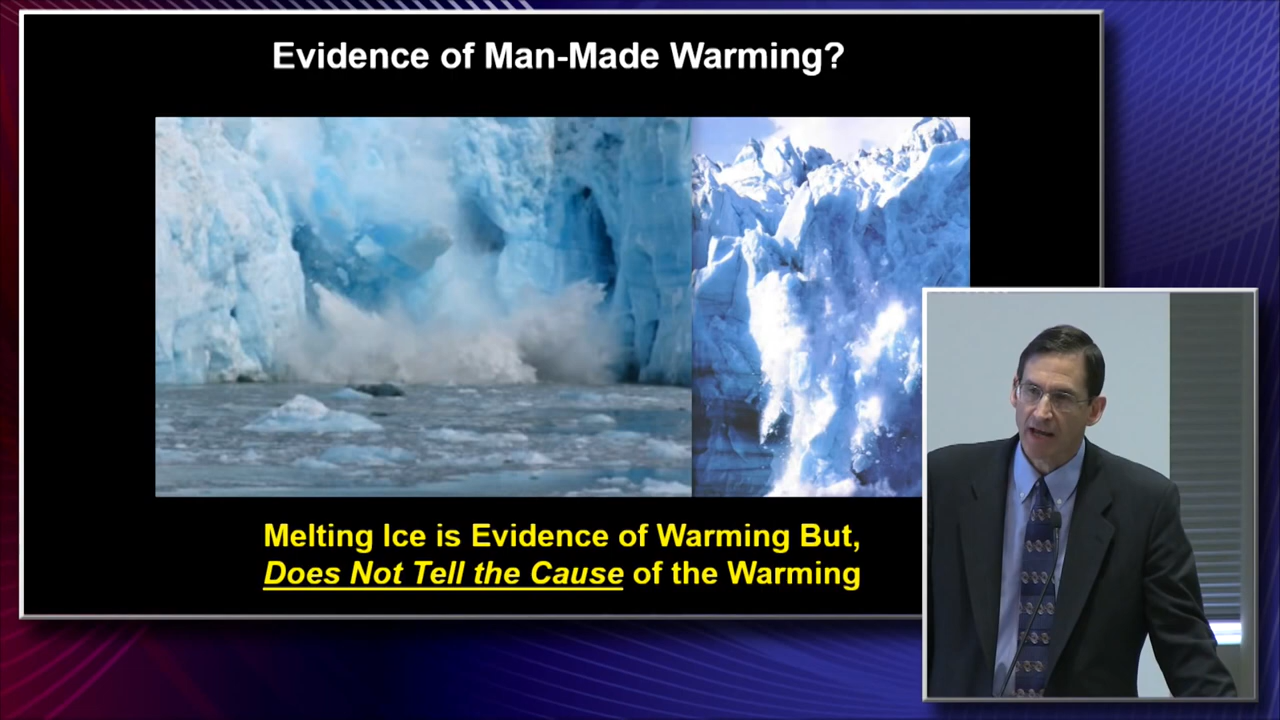 Evidence of Man-Made Warming?
Melting Ice is Evidence of Warming But,
Does Not Tell the Cause of the Warming